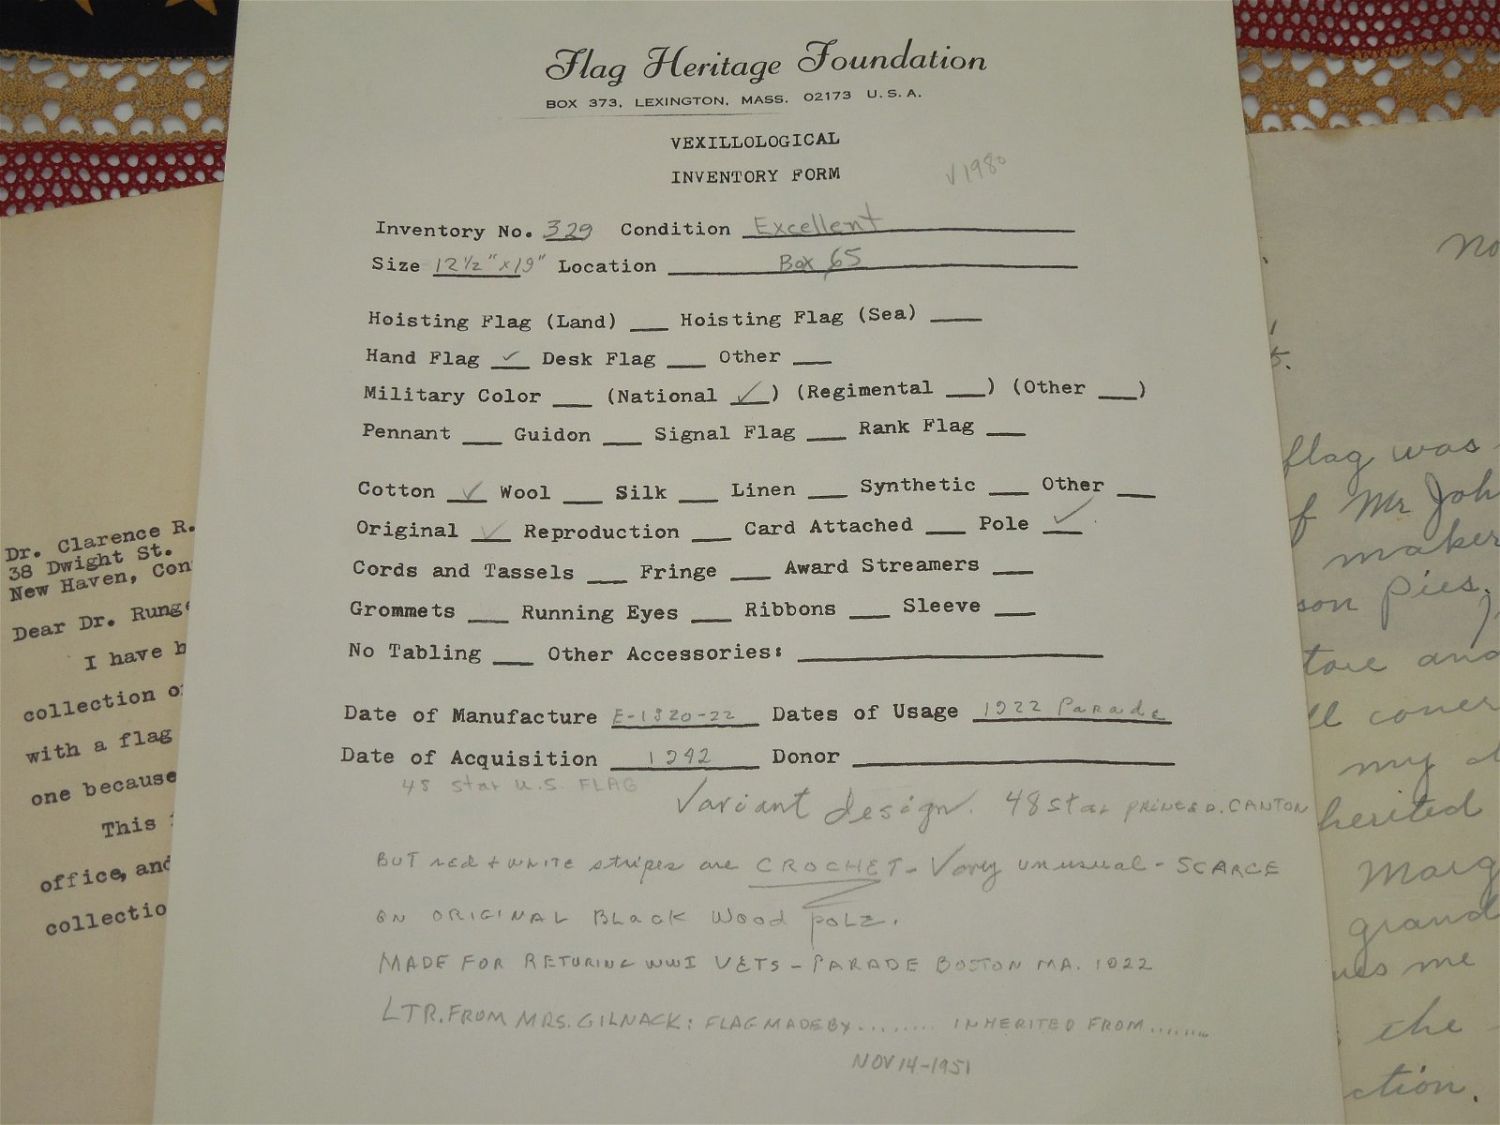 Flag Heritage Foundation
BOX 373, LEXINGTON, MASS. 02173 U.S.A.
VEXILLOLOGICAL
INVENTORY FORM
√1980
Inventory No. 329 Condition Excellent
Size 12½"x19" Location Box 65
Hoisting Flag (Land) ___ Hoisting Flag (Sea) ___
Hand Flag ✓ Desk Flag ___ Other ___
Military Color ___ (National ✓) (Regimental ___) (Other ___)
Pennant ___ Guidon ___ Signal Flag ___ Rank Flag ___
Cotton ✓ Wool ___ Silk ___ Linen ___ Synthetic ___ Other ___
Original ✓ Reproduction ___ Card Attached ___ Pole ✓
Cords and Tassels ___ Fringe ___ Award Streamers ___
Grommets ___ Running Eyes ___ Ribbons ___ Sleeve ___
No Tabling ___ Other Accessories: ___
Date of Manufacture E-1920-22 Dates of Usage 1922 Parade
Date of Acquisition 1942 Donor ___
48 star U.S. FLAG
Variant design. 48 star CANTON
BUT red + white stripes are CROCHET - Very unusual - SCARCE
ON ORIGINAL BLacK Wood POLE.
MADE FOR RETURING WWI VETS - PARADE BOSTON MA. 1922
LTR. FROM MRS. GILNACK: FLAG MADE BY ........ INHERITED FROM ........
NOV 14-1951
Dr. Clarence R.
38 Dwight St.
New Haven, Con
Dear Dr. Runge
I have b
collection o
with a flag
one because
This
office, and
collectio
No
flag was
f Mr Joh
maker
son Pies.
tore and
ll cover
my
herited
Marg
grand
ues me
the
ction.